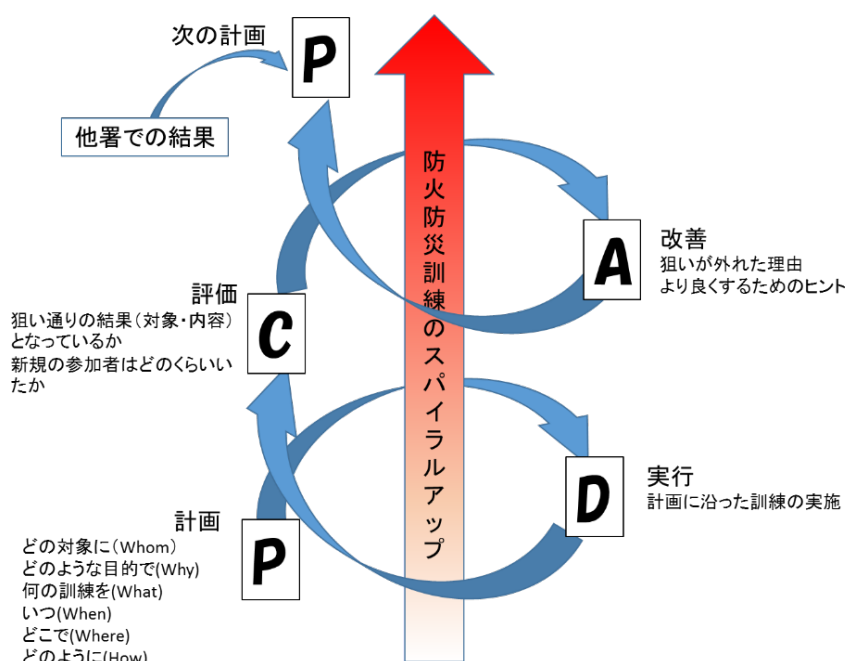 次の計画
P
他署での結果
防火防災訓練のスパイラルアップ
A
改善
狙いが外れた理由
より良くするためのヒント
評価
C
狙い通りの結果(対象・内容)
となっているか
新規の参加者はどのくらいい
たか
D
実行
計画に沿った訓練の実施
計画
P
どの対象に(Whom)
どのような目的で(Why)
何の訓練を(What)
いつ(When)
どこで(Where)
どのように(How)